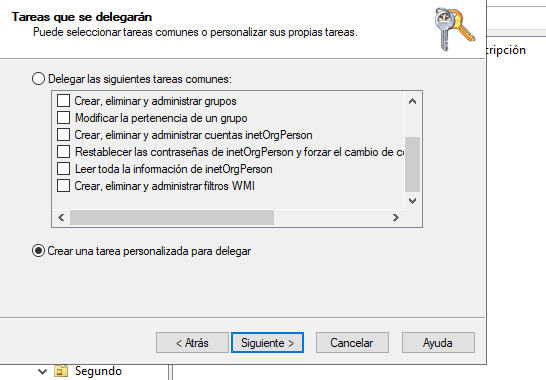 Tareas que se delegarán
Puede seleccionar tareas comunes o personalizar sus propias tareas.
cripción
Delegar las siguientes tareas comunes:
Crear, eliminar y administrar grupos
Modificar la pertenencia de un grupo
Crear, eliminar y administrar cuentas inetOrgPerson
Restablecer las contraseñas de inetOrgPerson y forzar el cambio de co
Leer toda la información de inetOrgPerson
Crear, eliminar y administrar filtros WMI
Crear una tarea personalizada para delegar
< Atrás Siguiente > Cancelar Ayuda
Segundo